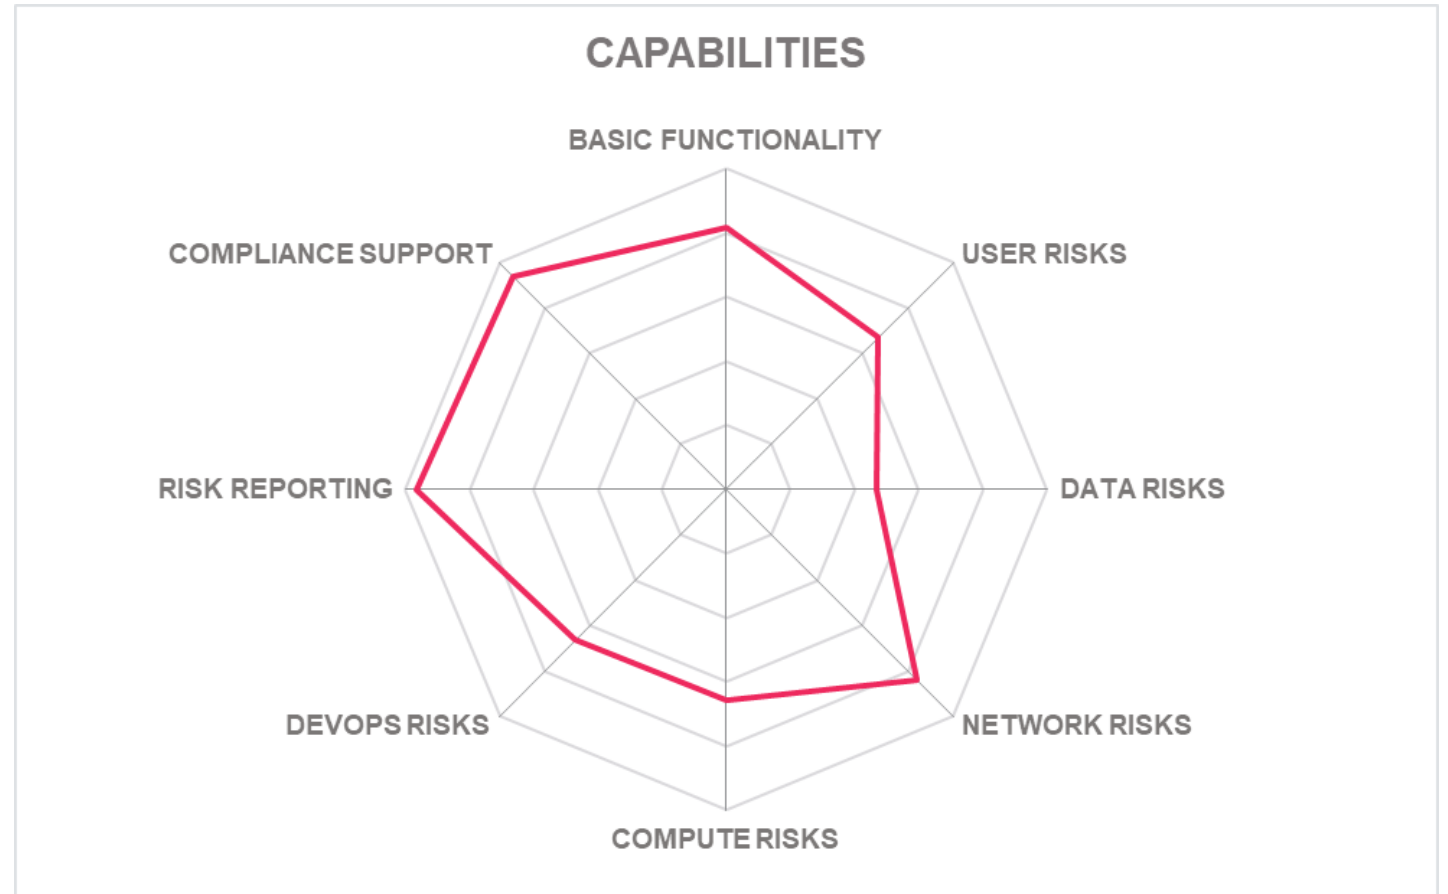 CAPABILITIES
BASIC FUNCTIONALITY
COMPLIANCE SUPPORT
USER RISKS
RISK REPORTING
DATA RISKS
DEVOPS RISKS
NETWORK RISKS
COMPUTE RISKS